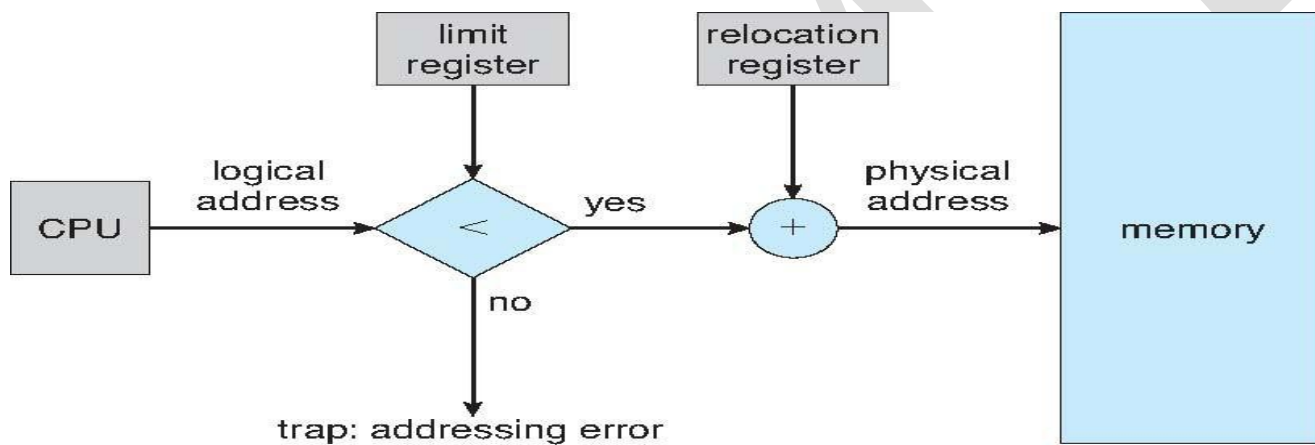 limit
register
relocation
register
logical
address
physical
address
CPU
<
yes
+
memory
no
trap: addressing error